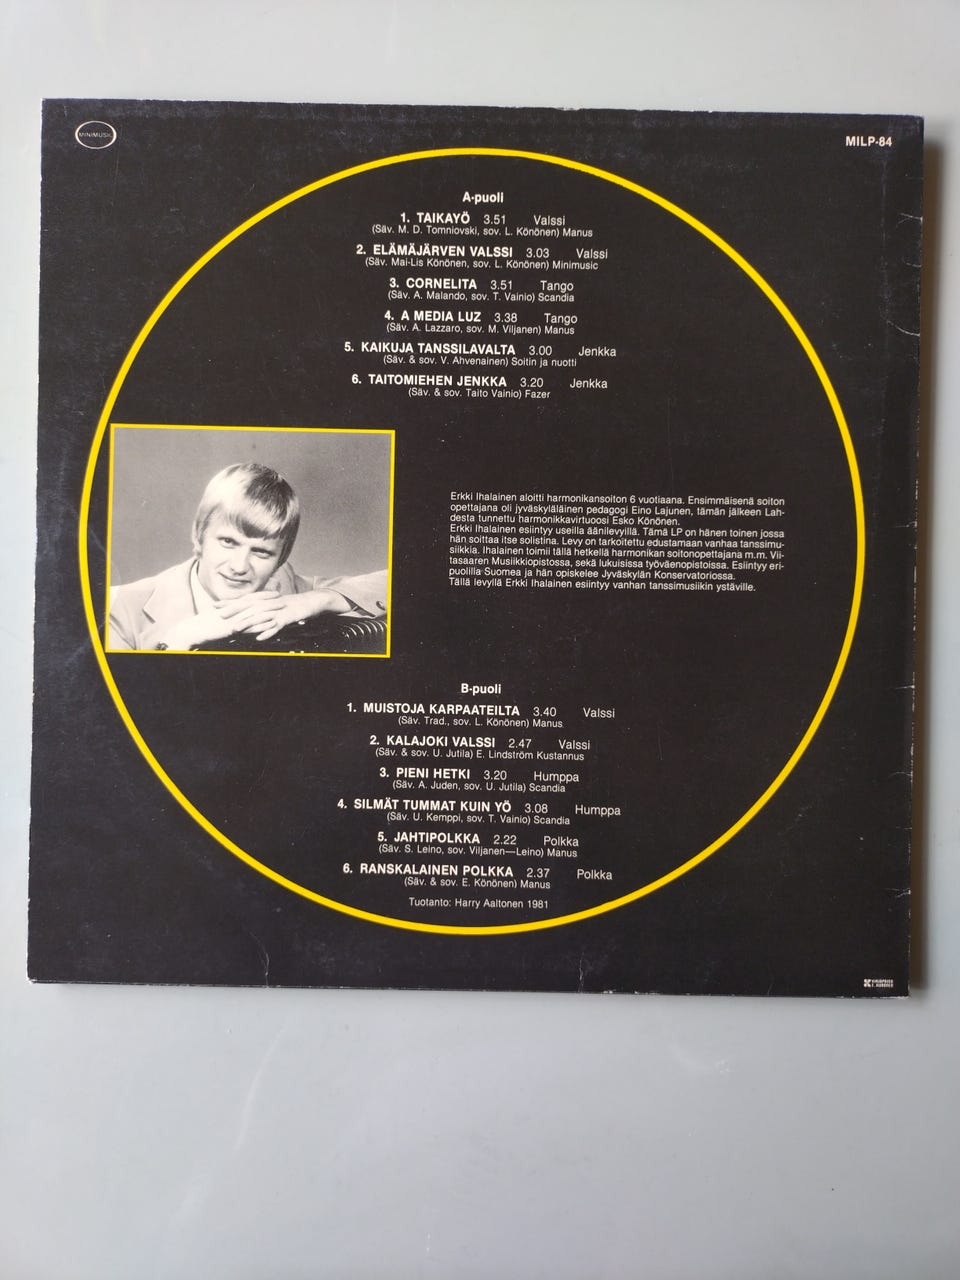 MINIMUSIC
MILP-84
A-puoli
1. TAIKAYÖ 3.51 Valssi
(Säv. M. D. Tomniovski, sov. L. Könönen) Manus
2. ELÄMÄJÄRVEN VALSSI 3.03 Valssi
(Säv. Mai-Lis Könönen, sov. L. Könönen) Minimusic
3. CORNELITA 3.51 Tango
(Säv. A. Malando, sov. T. Vainio) Scandia
4. A MEDIA LUZ 3.38 Tango
(Säv. A. Lazzaro, sov. M. Viljanen) Manus
5. KAIKUJA TANSSILAVALTA 3.00 Jenkka
(Säv. & sov. V. Ahvenainen) Soitin ja nuotti
6. TAITOMIEHEN JENKKA 3.20 Jenkka
(Säv. & sov. Taito Vainio) Fazer
Erkki Ihalainen aloitti harmonikansoiton 6 vuotiaana. Ensimmäisenä soiton
opettajana oli jyväskyläläinen pedagogi Eino Lajunen, tämän jälkeen Lah-
desta tunnettu harmonikkavirtuoosi Esko Könönen.
Erkki Ihalainen esiintyy useilla äänilevyillä. Tämä LP on hänen toinen jossa
hän soittaa itse solistina. Levy on tarkoitettu edustamaan vanhaa tanssimu-
siikkia. Ihalainen toimii tällä hetkellä harmonikan soitonopettajana m.m. Vii-
tasaaren Musiikkiopistossa, sekä lukuisissa työväenopistoissa. Esiintyy eri-
puolilla Suomea ja hän opiskelee Jyväskylän Konservatoriossa.
Tällä levyllä Erkki Ihalainen esiintyy vanhan tanssimusiikin ystäville.
B-puoli
1. MUISTOJA KARPAATEILTA 3.40 Valssi
(Säv. Trad., sov. L. Könönen) Manus
2. KALAJOKI VALSSI 2.47 Valssi
(Säv. & sov. U. Jutila) E. Lindström Kustannus
3. PIENI HETKI 3.20 Humppa
(Säv. A. Juden, sov. U. Jutila) Scandia
4. SILMÄT TUMMAT KUIN YÖ 3.08 Humppa
(Säv. U. Kemppi, sov. T. Vainio) Scandia
5. JAHTIPOLKKA 2.22 Polkka
(Säv. S. Leino, sov. Viljanen—Leino) Manus
6. RANSKALAINEN POLKKA 2.37 Polkka
(Säv. & sov. E. Könönen) Manus
Tuotanto: Harry Aaltonen 1981